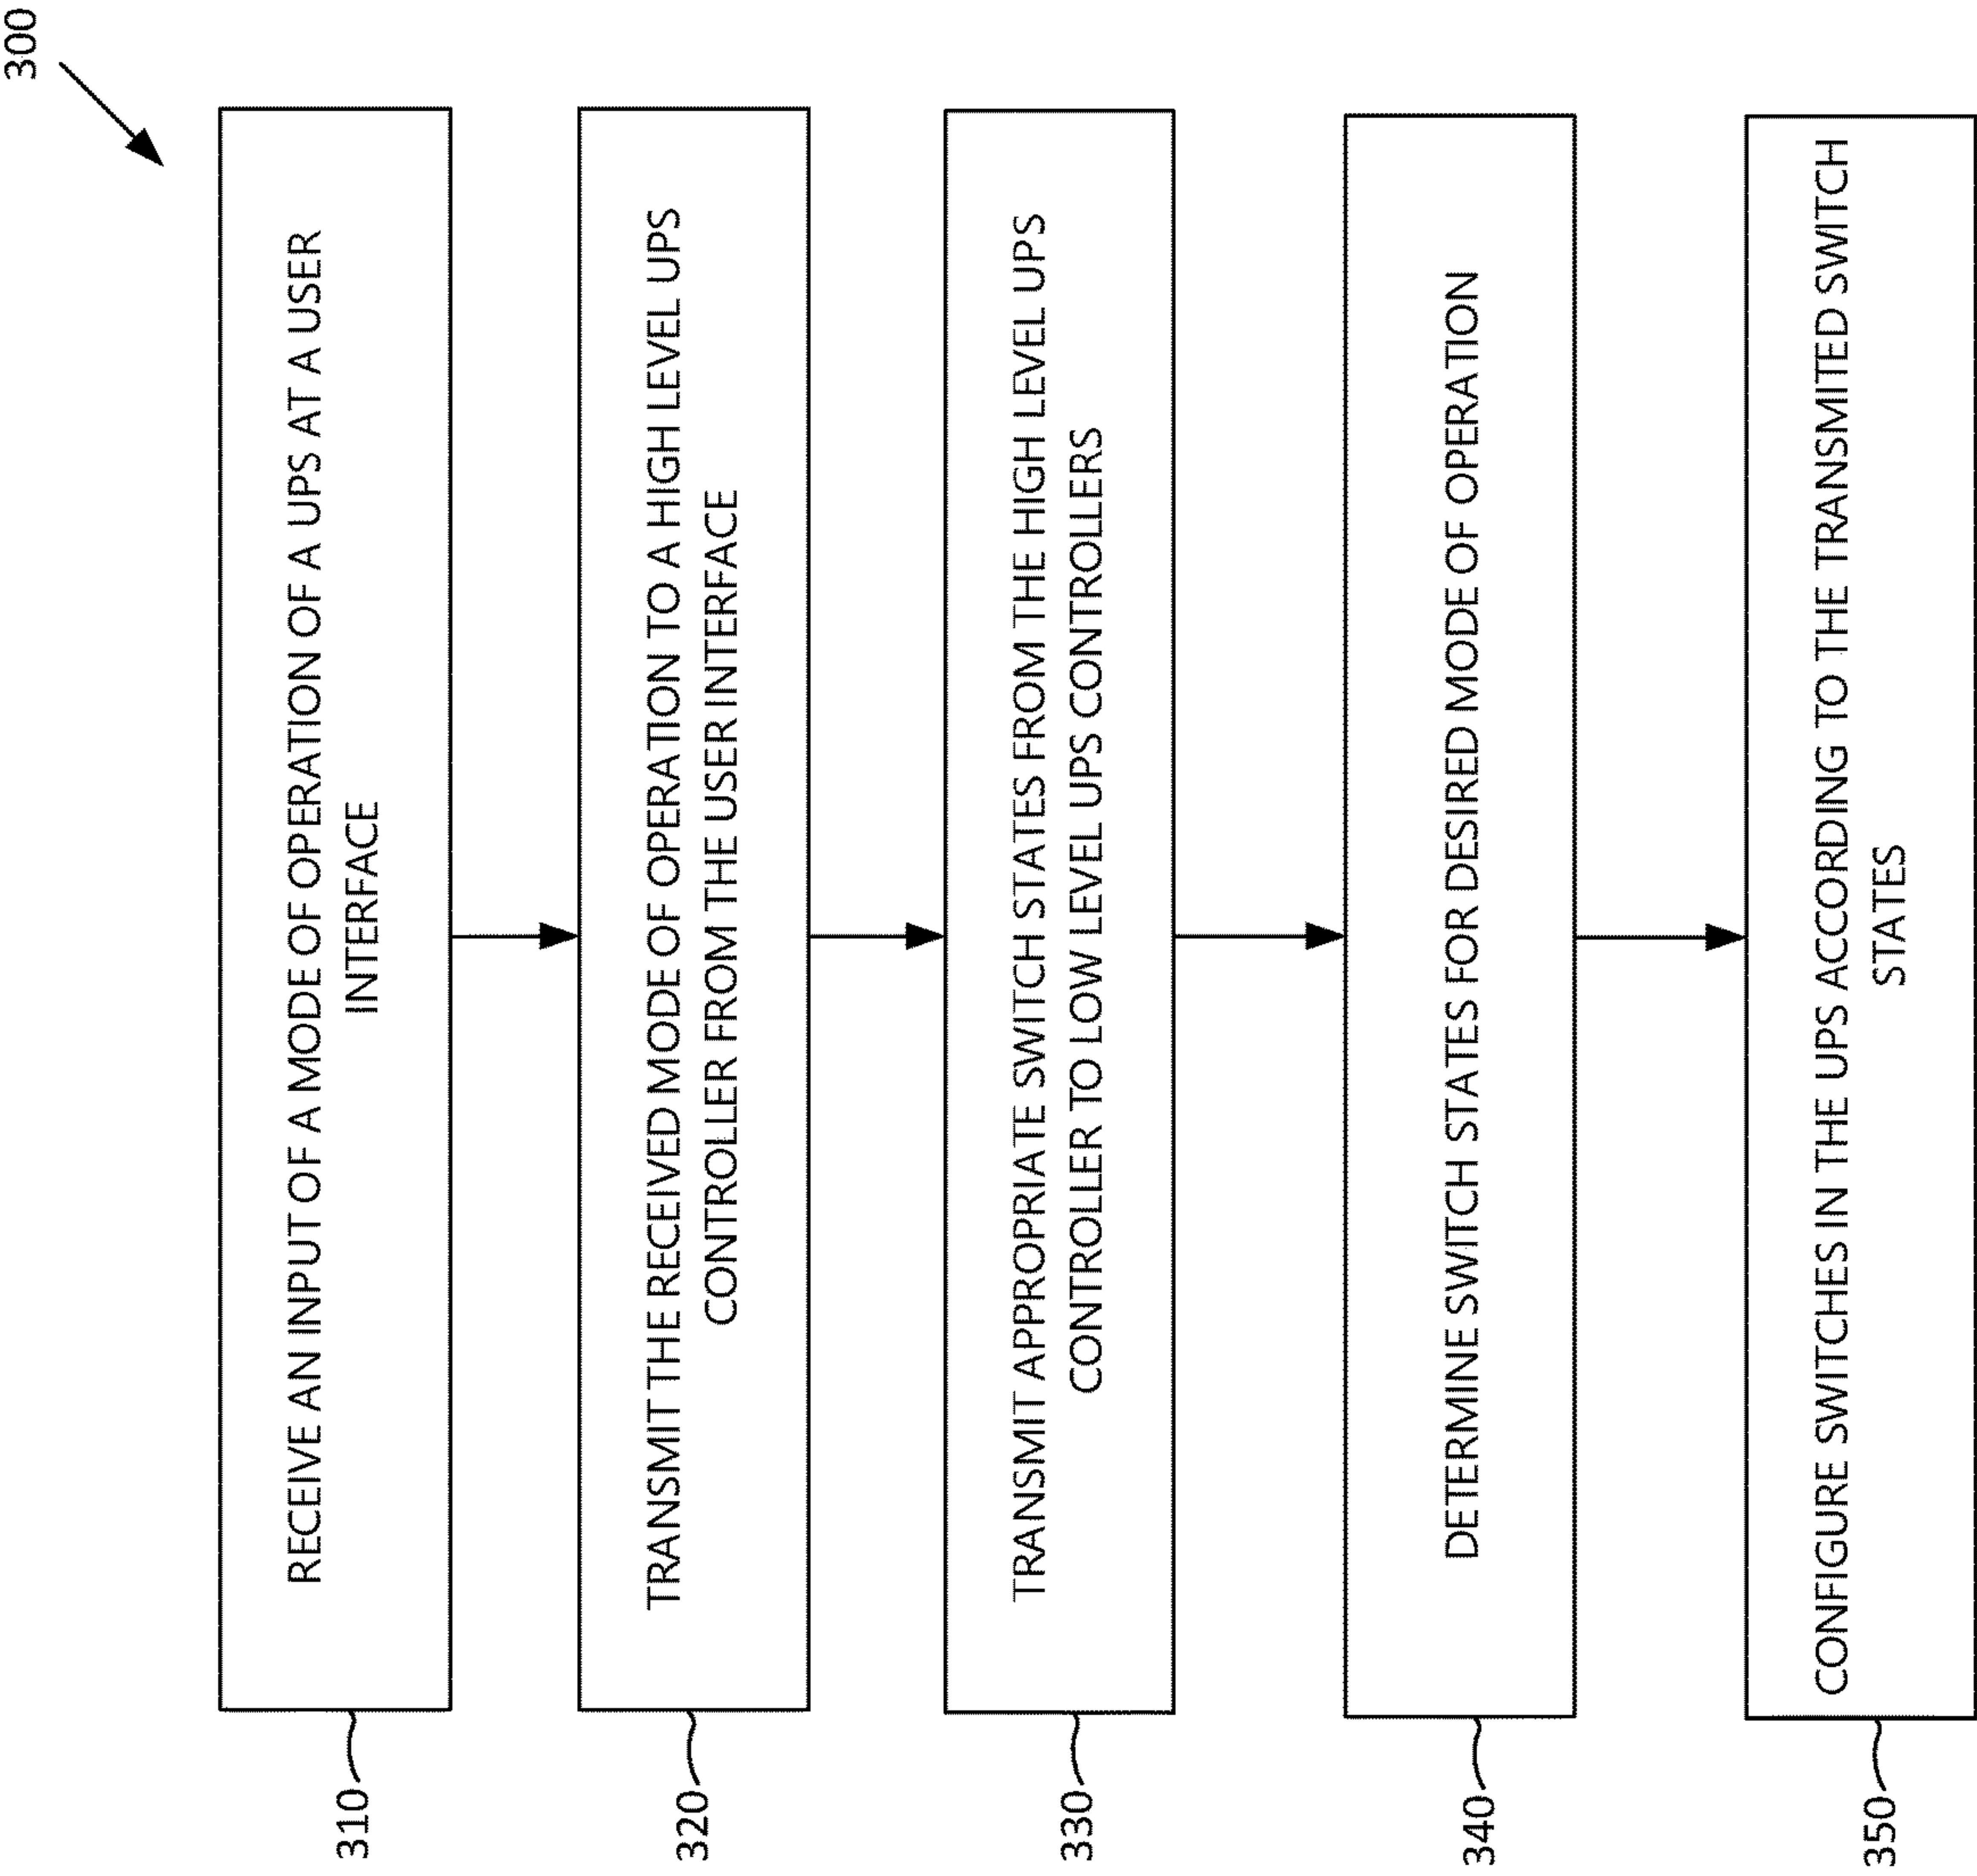 300
310
RECEIVE AN INPUT OF A MODE OF OPERATION OF A UPS AT A USER
INTERFACE
320
TRANSMIT THE RECEIVED MODE OF OPERATION TO A HIGH LEVEL UPS
CONTROLLER FROM THE USER INTERFACE
330
TRANSMIT APPROPRIATE SWITCH STATES FROM THE HIGH LEVEL UPS
CONTROLLER TO LOW LEVEL UPS CONTROLLERS
340
DETERMINE SWITCH STATES FOR DESIRED MODE OF OPERATION
350
CONFIGURE SWITCHES IN THE UPS ACCORDING TO THE TRANSMITED SWITCH
STATES